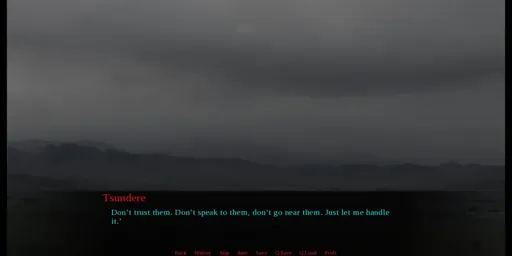 Tsundere
Don't trust them. Don't speak to them, don't go near them. Just let me handle
it.'
Back History Skip Auto Save Q.Save Q.Load Prefs